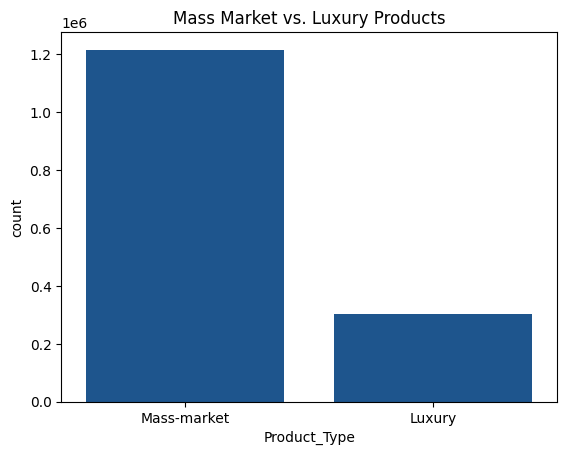 Mass Market vs. Luxury Products
1e6
1.2
1.0
0.8
0.6
0.4
0.2
0.0
count
Mass-market Luxury
Product_Type